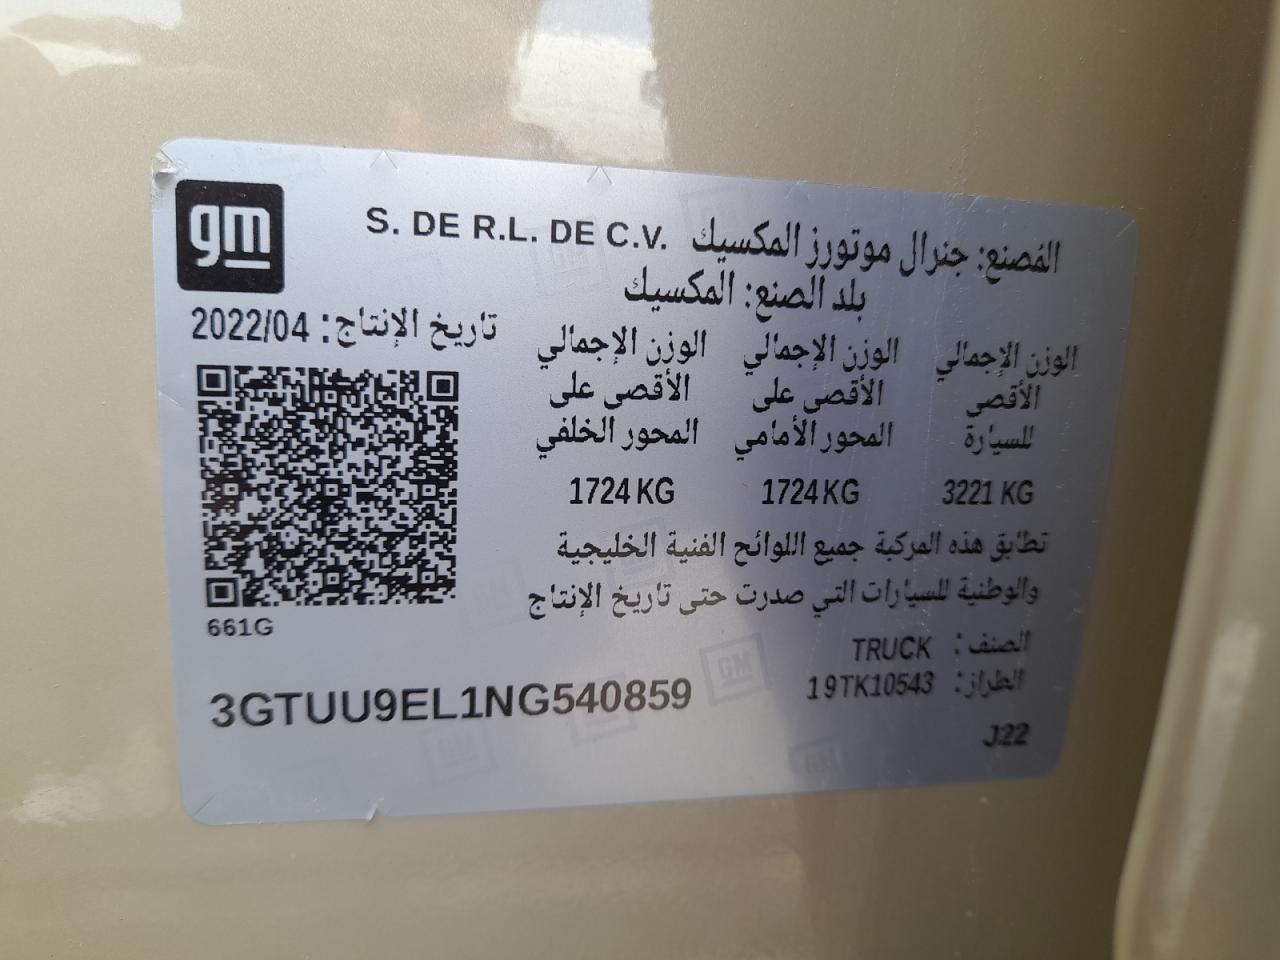 gm
المُصنع: جنرال موتورز المكسيك S. DE R.L. DE C.V.
بلد الصنع: المكسيك
تاريخ الإنتاج: 2022/04
الوزن الإجمالي الأقصى للسيارة
3221 KG
الوزن الإجمالي الأقصى على المحور الأمامي
1724 KG
الوزن الإجمالي الأقصى على المحور الخلفي
1724 KG
تطابق هذه المركبة جميع اللوائح الفنية الخليجية
والوطنية للسيارات التي صدرت حتى تاريخ الإنتاج
661G
الصنف: TRUCK
الطراز: 19TK10543
3GTUU9EL1NG540859
J22
GM